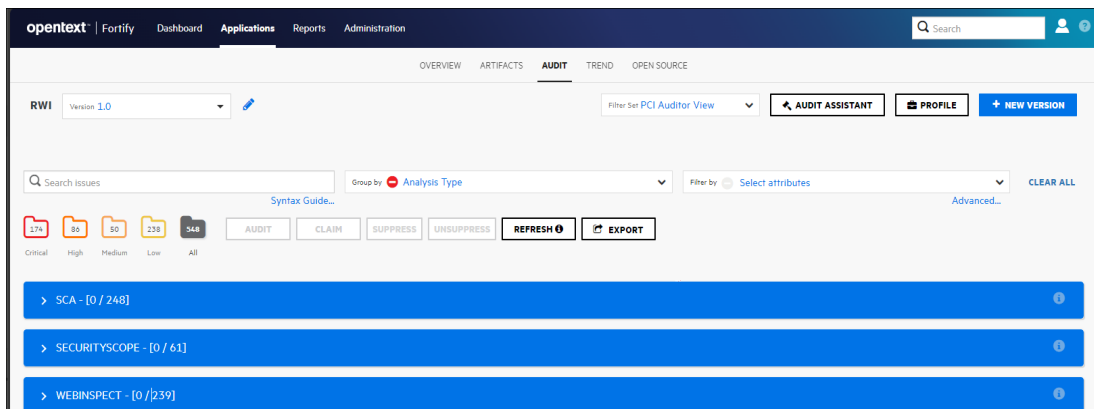 opentext™ | Fortify Dashboard Applications Reports Administration Search
OVERVIEW ARTIFACTS AUDIT TREND OPEN SOURCE
RWI Version 1.0 Filter Set PCI Auditor View AUDIT ASSISTANT PROFILE + NEW VERSION
Search issues Group by Analysis Type Filter by Select attributes CLEAR ALL
Syntax Guide... Advanced...
174 86 50 238 548 AUDIT CLAIM SUPPRESS UNSUPPRESS REFRESH EXPORT
Critical High Medium Low All
SCA - [0 / 248]
SECURITYSCOPE - [0 / 61]
WEBINSPECT - [0 / 239]